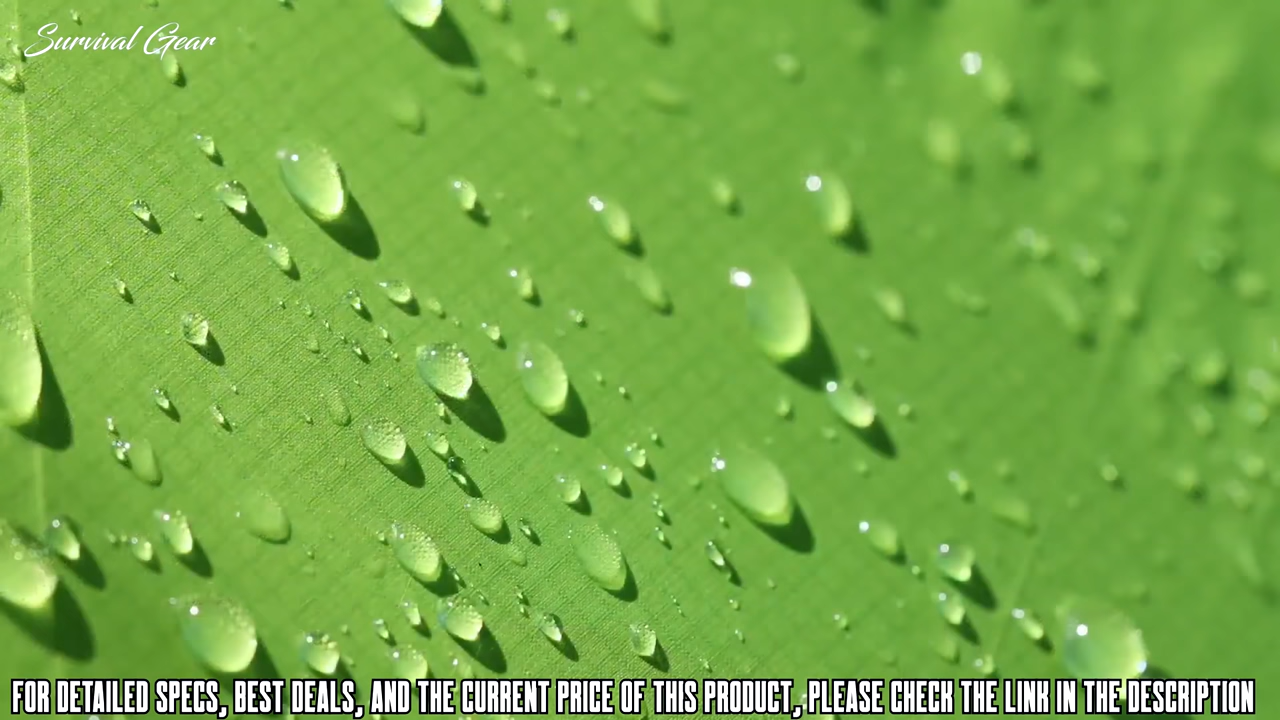 Survival Gear
FOR DETAILED SPECS, BEST DEALS, AND THE CURRENT PRICE OF THIS PRODUCT, PLEASE CHECK THE LINK IN THE DESCRIPTION